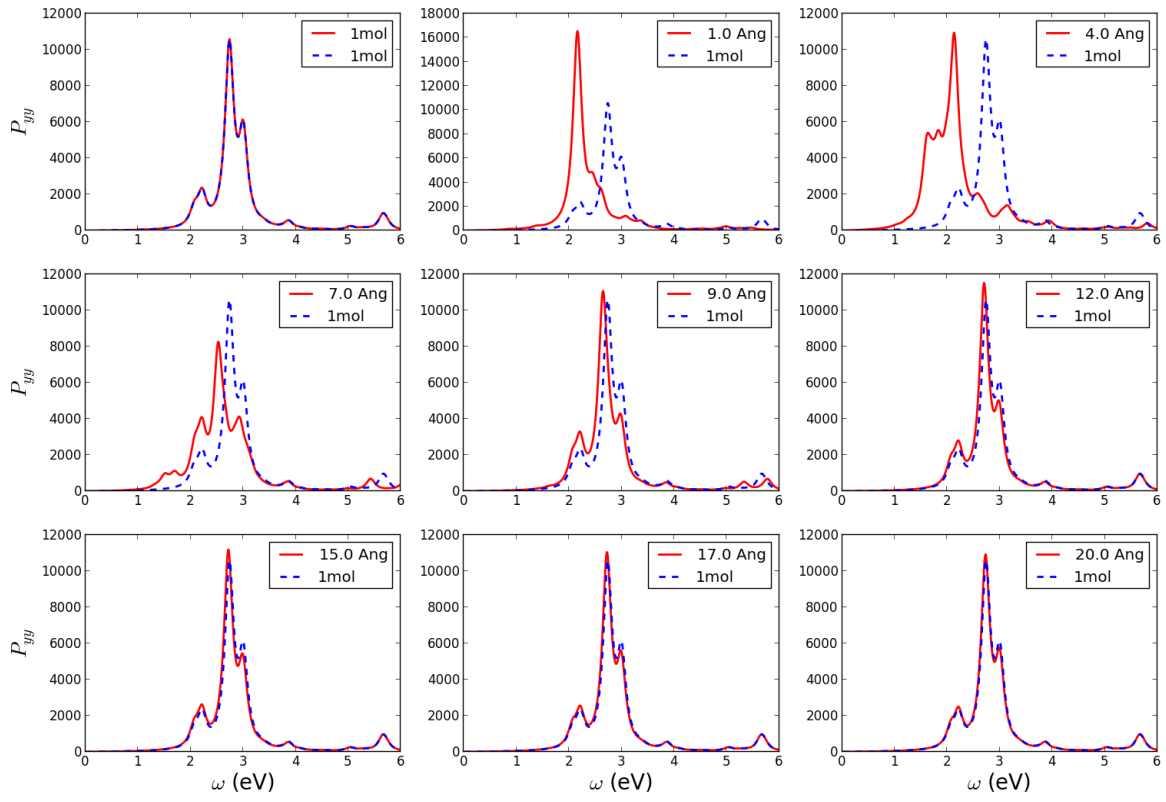 12000
10000
8000
6000
4000
2000
0
P_yy
0 1 2 3 4 5 6
1mol
1mol
18000
16000
14000
12000
10000
8000
6000
4000
2000
0
0 1 2 3 4 5 6
1.0 Ang
1mol
12000
10000
8000
6000
4000
2000
0
0 1 2 3 4 5 6
4.0 Ang
1mol
12000
10000
8000
6000
4000
2000
0
P_yy
0 1 2 3 4 5 6
7.0 Ang
1mol
12000
10000
8000
6000
4000
2000
0
0 1 2 3 4 5 6
9.0 Ang
1mol
12000
10000
8000
6000
4000
2000
0
0 1 2 3 4 5 6
12.0 Ang
1mol
12000
10000
8000
6000
4000
2000
0
P_yy
0 1 2 3 4 5 6
ω (eV)
15.0 Ang
1mol
12000
10000
8000
6000
4000
2000
0
0 1 2 3 4 5 6
ω (eV)
17.0 Ang
1mol
12000
10000
8000
6000
4000
2000
0
0 1 2 3 4 5 6
ω (eV)
20.0 Ang
1mol